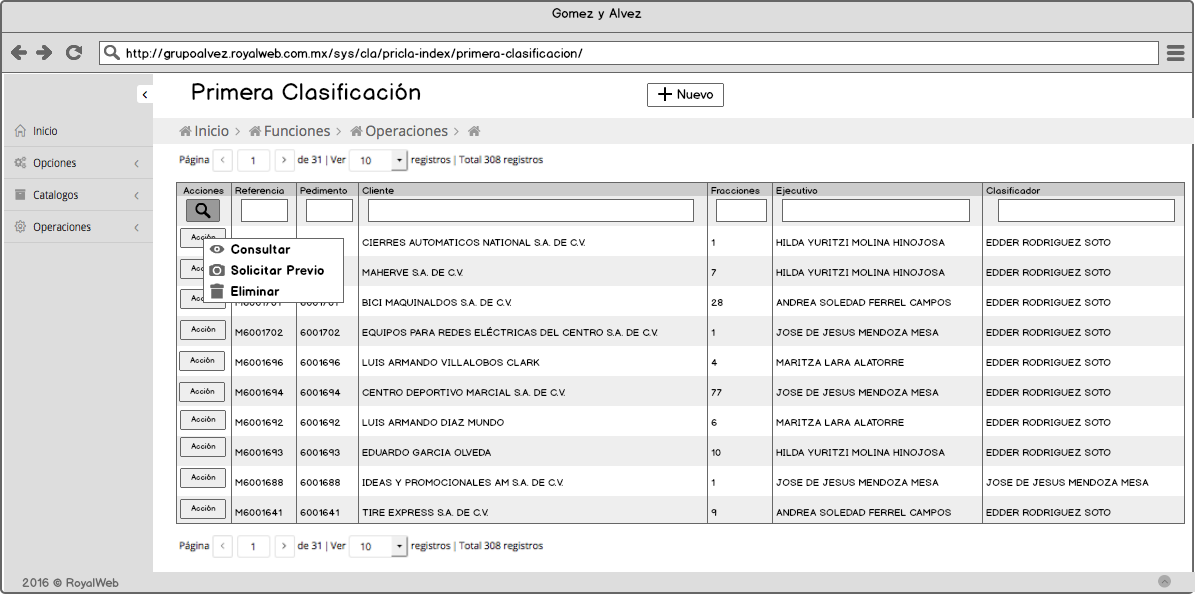 Gomez y Alvez
http://grupoalvez.royalweb.com.mx/sys/cla/pricla-index/primera-clasificacion/
Primera Clasificación
Nuevo
Inicio
Opciones
Catalogos
Operaciones
Inicio > Funciones > Operaciones >
Página < 1 > de 31 | Ver 10 registros | Total 308 registros
Acciones Referencia Pedimento Cliente Fracciones Ejecutivo Clasificador
CIERRES AUTOMATICOS NATIONAL S.A. DE C.V. 1 HILDA YURITZI MOLINA HINOJOSA EDDER RODRIGUEZ SOTO
Consultar
MAHERVE S.A. DE C.V. 7 HILDA YURITZI MOLINA HINOJOSA EDDER RODRIGUEZ SOTO
Solicitar Previo
Eliminar
M6001701 6001701 BICI MAQUINALDOS S.A. DE C.V. 28 ANDREA SOLEDAD FERREL CAMPOS EDDER RODRIGUEZ SOTO
Acción M6001702 6001702 EQUIPOS PARA REDES ELÉCTRICAS DEL CENTRO S.A. DE C.V. 1 JOSE DE JESUS MENDOZA MESA EDDER RODRIGUEZ SOTO
Acción M6001696 6001696 LUIS ARMANDO VILLALOBOS CLARK 4 MARITZA LARA ALATORRE EDDER RODRIGUEZ SOTO
Acción M6001694 6001694 CENTRO DEPORTIVO MARCIAL S.A. DE C.V. 77 JOSE DE JESUS MENDOZA MESA EDDER RODRIGUEZ SOTO
Acción M6001692 6001692 LUIS ARMANDO DIAZ MUNDO 6 MARITZA LARA ALATORRE EDDER RODRIGUEZ SOTO
Acción M6001693 6001693 EDUARDO GARCIA OLVEDA 10 HILDA YURITZI MOLINA HINOJOSA EDDER RODRIGUEZ SOTO
Acción M6001688 6001688 IDEAS Y PROMOCIONALES AM S.A. DE C.V. 1 JOSE DE JESUS MENDOZA MESA JOSE DE JESUS MENDOZA MESA
Acción M6001641 6001641 TIRE EXPRESS S.A. DE C.V. 9 ANDREA SOLEDAD FERREL CAMPOS EDDER RODRIGUEZ SOTO
Página < 1 > de 31 | Ver 10 registros | Total 308 registros
2016 © RoyalWeb